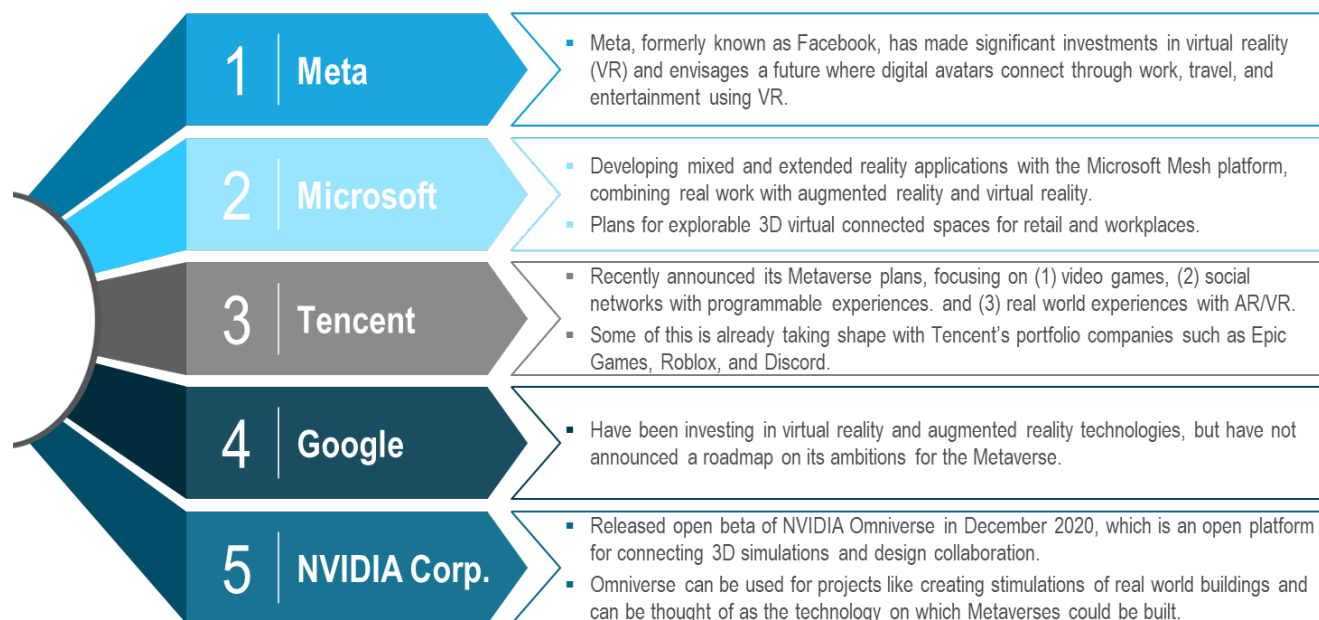 1 Meta
▪ Meta, formerly known as Facebook, has made significant investments in virtual reality
(VR) and envisages a future where digital avatars connect through work, travel, and
entertainment using VR.
2 Microsoft
▪ Developing mixed and extended reality applications with the Microsoft Mesh platform,
combining real work with augmented reality and virtual reality.
▪ Plans for explorable 3D virtual connected spaces for retail and workplaces.
3 Tencent
▪ Recently announced its Metaverse plans, focusing on (1) video games, (2) social
networks with programmable experiences. and (3) real world experiences with AR/VR.
▪ Some of this is already taking shape with Tencent's portfolio companies such as Epic
Games, Roblox, and Discord.
4 Google
▪ Have been investing in virtual reality and augmented reality technologies, but have not
announced a roadmap on its ambitions for the Metaverse.
5 NVIDIA Corp.
▪ Released open beta of NVIDIA Omniverse in December 2020, which is an open platform
for connecting 3D simulations and design collaboration.
▪ Omniverse can be used for projects like creating stimulations of real world buildings and
can be thought of as the technology on which Metaverses could be built.